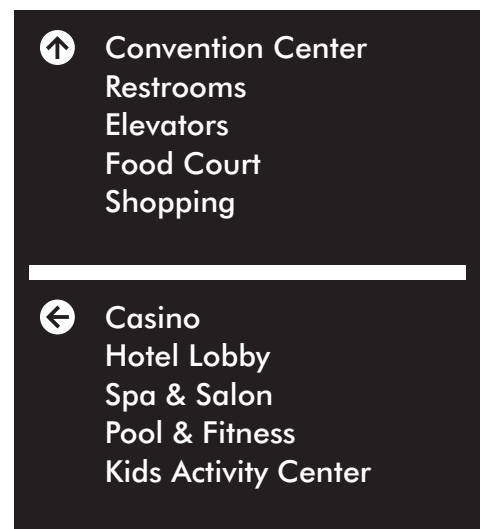 Convention Center
Restrooms
Elevators
Food Court
Shopping
Casino
Hotel Lobby
Spa & Salon
Pool & Fitness
Kids Activity Center